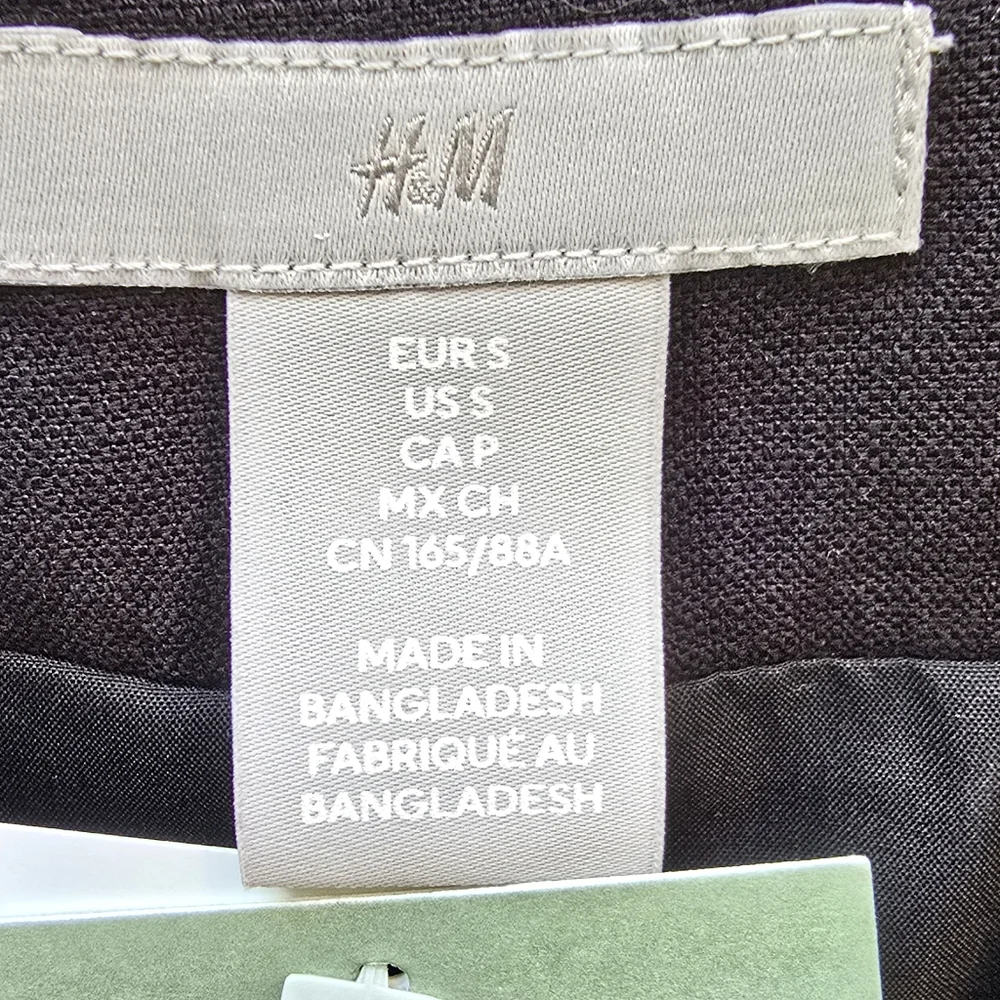 H&M
EUR S
US S
CA P
MX CH
CN 165/88A
MADE IN
BANGLADESH
FABRIQUÉ AU
BANGLADESH